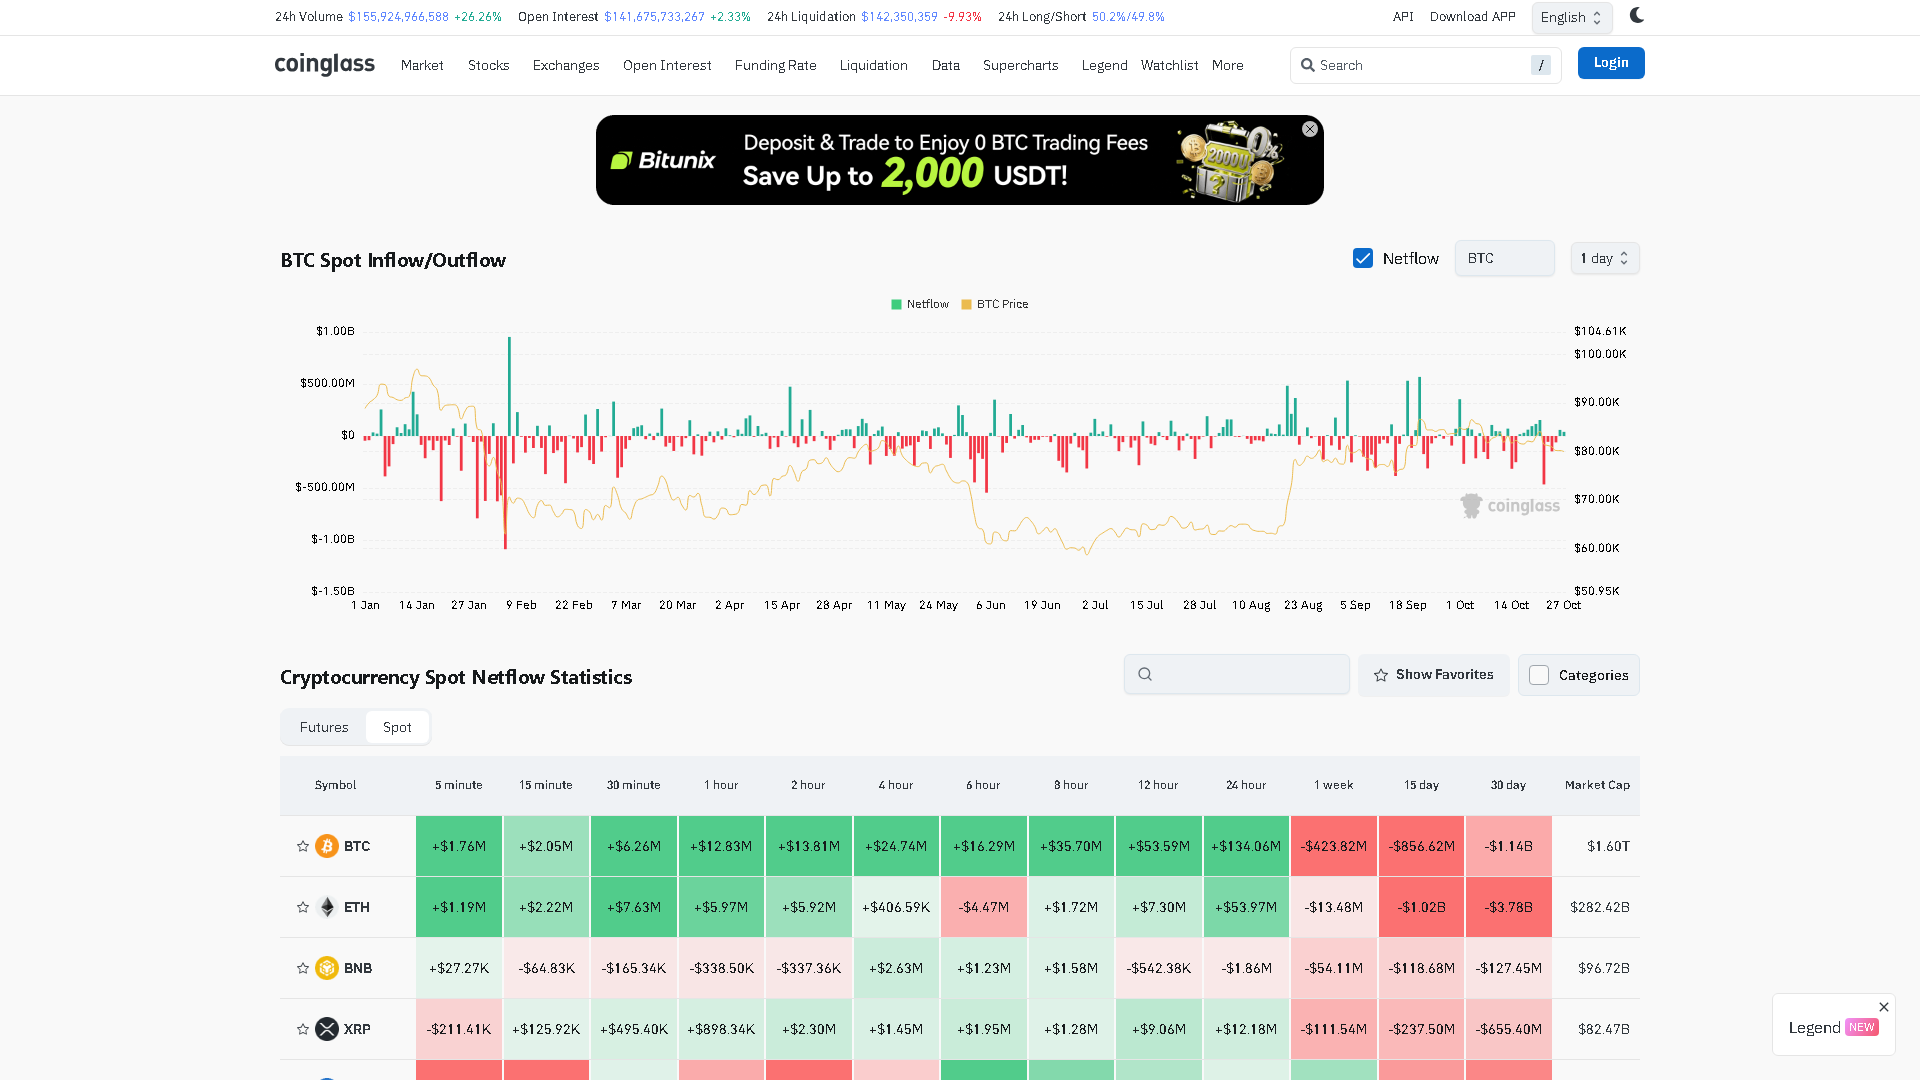 24h Volume $155,924,966,588 +26.26% Open Interest $141,675,733,267 +2.33% 24h Liquidation $142,350,359 -9.93% 24h Long/Short 50.2%/49.8% API Download APP English
coinglass Market Stocks Exchanges Open Interest Funding Rate Liquidation Data Supercharts Legend Watchlist More Search / Login
Bitunix Deposit & Trade to Enjoy 0 BTC Trading Fees
Save Up to 2,000 USDT!
2000U 0%
BTC Spot Inflow/Outflow Netflow BTC 1 day
Netflow BTC Price
$1.00B $104.61K
$100.00K
$500.00M $90.00K
$0 $80.00K
$-500.00M $70.00K
coinglass
$-1.00B $60.00K
$-1.50B $50.95K
1 Jan 14 Jan 27 Jan 9 Feb 22 Feb 7 Mar 20 Mar 2 Apr 15 Apr 28 Apr 11 May 24 May 6 Jun 19 Jun 2 Jul 15 Jul 28 Jul 10 Aug 23 Aug 5 Sep 18 Sep 1 Oct 14 Oct 27 Oct
Cryptocurrency Spot Netflow Statistics Show Favorites Categories
Futures Spot
Symbol 5 minute 15 minute 30 minute 1 hour 2 hour 4 hour 6 hour 8 hour 12 hour 24 hour 1 week 15 day 30 day Market Cap
BTC +$1.76M +$2.05M +$6.26M +$12.83M +$13.81M +$24.74M +$16.29M +$35.70M +$53.59M +$134.06M -$423.82M -$856.62M -$1.14B $1.60T
ETH +$1.19M +$2.22M +$7.63M +$5.97M +$5.92M +$406.59K -$4.47M +$1.72M +$7.30M +$53.97M -$13.48M -$1.02B -$3.78B $282.42B
BNB +$27.27K -$64.83K -$165.34K -$338.50K -$337.36K +$2.63M +$1.23M +$1.58M -$542.38K -$1.86M -$54.11M -$118.68M -$127.45M $96.72B
XRP -$211.41K +$125.92K +$495.40K +$898.34K +$2.30M +$1.45M +$1.95M +$1.28M +$9.06M +$12.18M -$111.54M -$237.50M -$655.40M $82.47B
Legend NEW